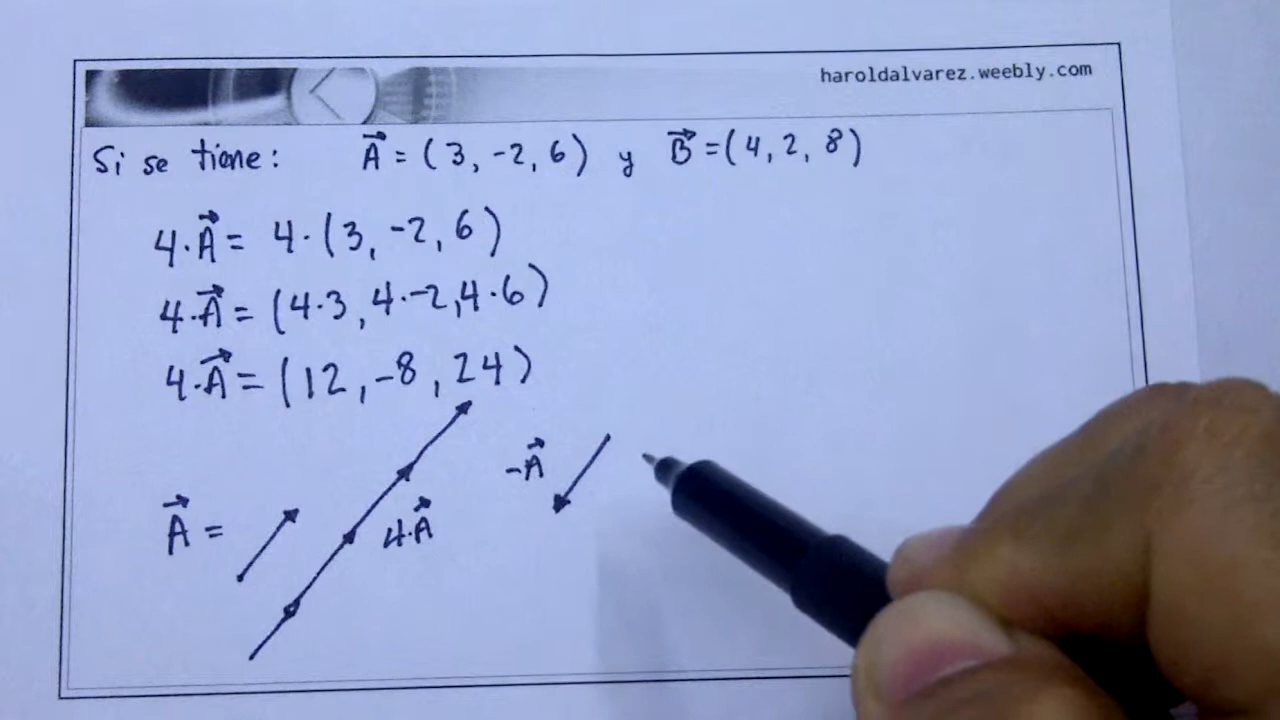 haroldalvarez.weebly.com
Si se tiene: A⃗ = (3, -2, 6) y B⃗ = (4, 2, 8)
4·A⃗ = 4·(3, -2, 6)
4·A⃗ = (4·3, 4·-2, 4·6)
4·A⃗ = (12, -8, 24)
-A⃗
A⃗ =
4·A⃗